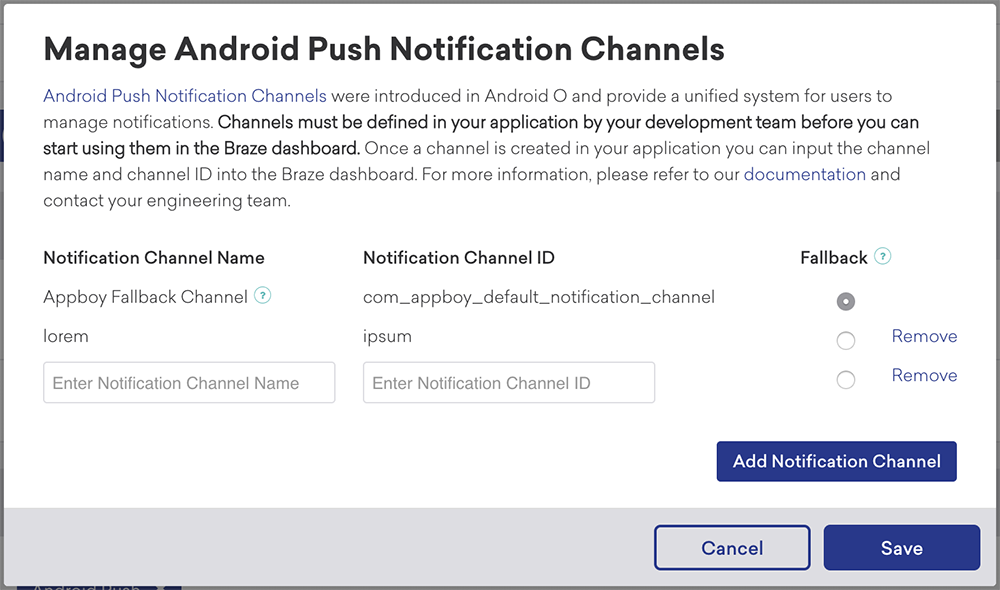 Manage Android Push Notification Channels
Android Push Notification Channels were introduced in Android O and provide a unified system for users to
manage notifications. Channels must be defined in your application by your development team before you can
start using them in the Braze dashboard. Once a channel is created in your application you can input the channel
name and channel ID into the Braze dashboard. For more information, please refer to our documentation and
contact your engineering team.
Notification Channel Name Notification Channel ID Fallback ?
Appboy Fallback Channel ? com_appboy_default_notification_channel
lorem ipsum Remove
Enter Notification Channel Name Enter Notification Channel ID Remove
Add Notification Channel
Cancel Save
Android Push